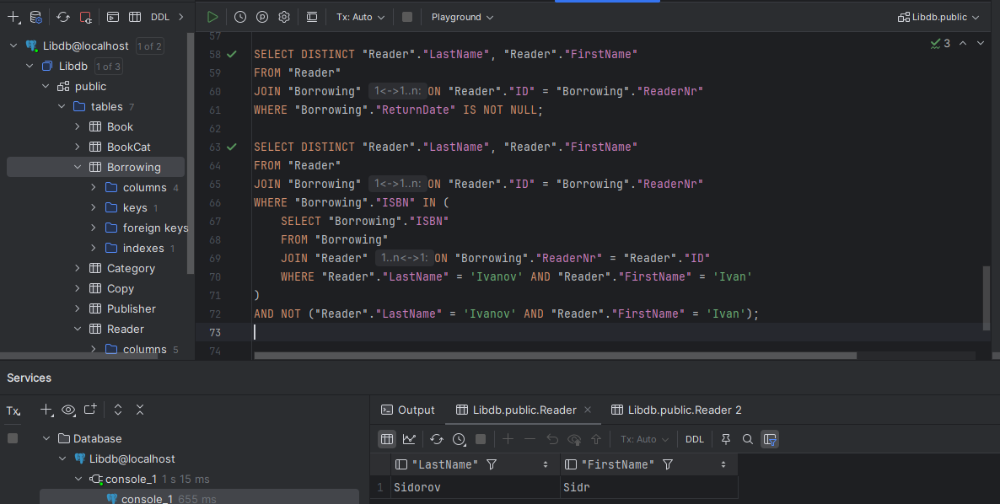 DDL
Tx: Auto
Playground
Libdb.public
Libdb@localhost 1 of 2
Libdb 1 of 3
public
tables 7
Book
BookCat
Borrowing
columns 4
keys 1
foreign keys
indexes 1
Category
Copy
Publisher
Reader
columns 5
3
57
58 SELECT DISTINCT "Reader"."LastName", "Reader"."FirstName"
59 FROM "Reader"
60 JOIN "Borrowing" 1<->1..n: ON "Reader"."ID" = "Borrowing"."ReaderNr"
61 WHERE "Borrowing"."ReturnDate" IS NOT NULL;
62
63 SELECT DISTINCT "Reader"."LastName", "Reader"."FirstName"
64 FROM "Reader"
65 JOIN "Borrowing" 1<->1..n: ON "Reader"."ID" = "Borrowing"."ReaderNr"
66 WHERE "Borrowing"."ISBN" IN (
67 SELECT "Borrowing"."ISBN"
68 FROM "Borrowing"
69 JOIN "Reader" 1..n<->1: ON "Borrowing"."ReaderNr" = "Reader"."ID"
70 WHERE "Reader"."LastName" = 'Ivanov' AND "Reader"."FirstName" = 'Ivan'
71 )
72 AND NOT ("Reader"."LastName" = 'Ivanov' AND "Reader"."FirstName" = 'Ivan');
73
74
Services
Tx
Database
Libdb@localhost
console_1 1 s 15 ms
console_1 655 ms
Output
Libdb.public.Reader
Libdb.public.Reader 2
Tx: Auto
DDL
"LastName"
"FirstName"
1 Sidorov Sidr